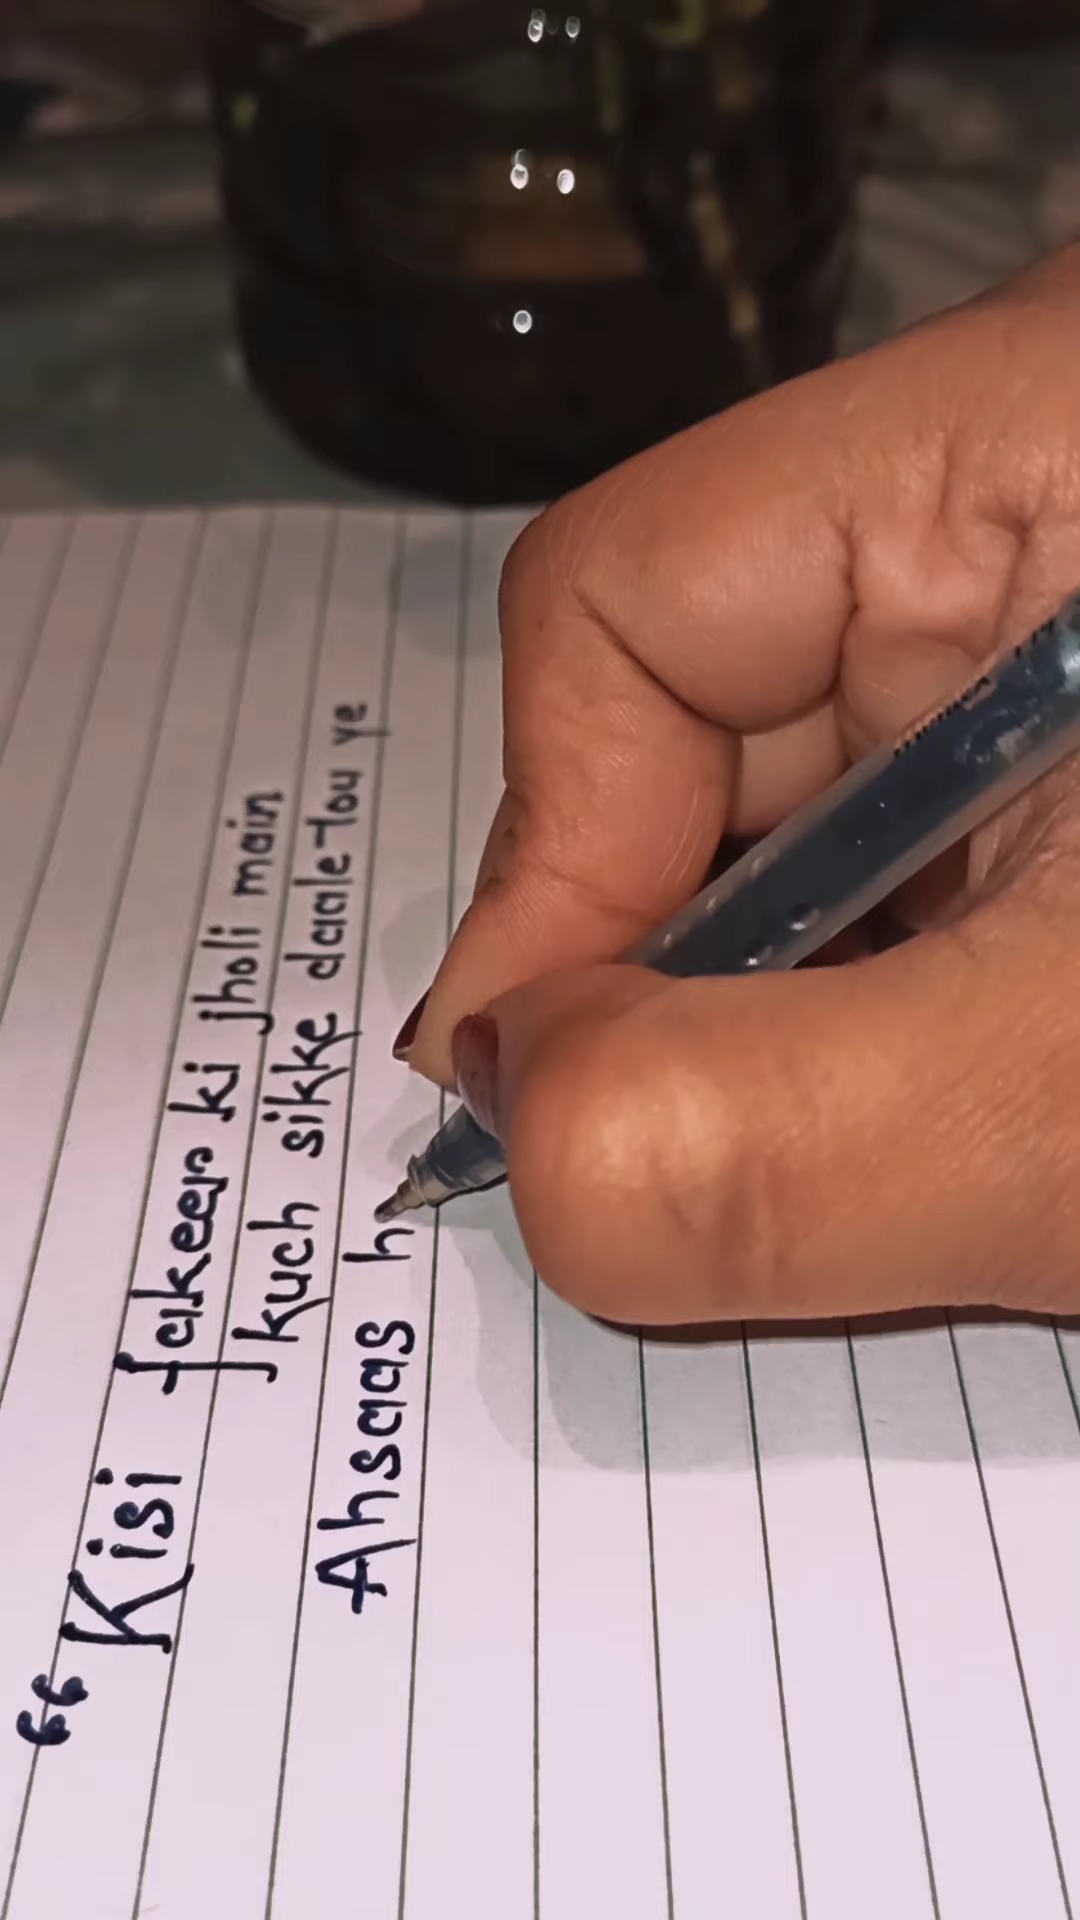 “Kisi fakeer ki jholi main
kuch sikke daale tou ye
Ahsaas h